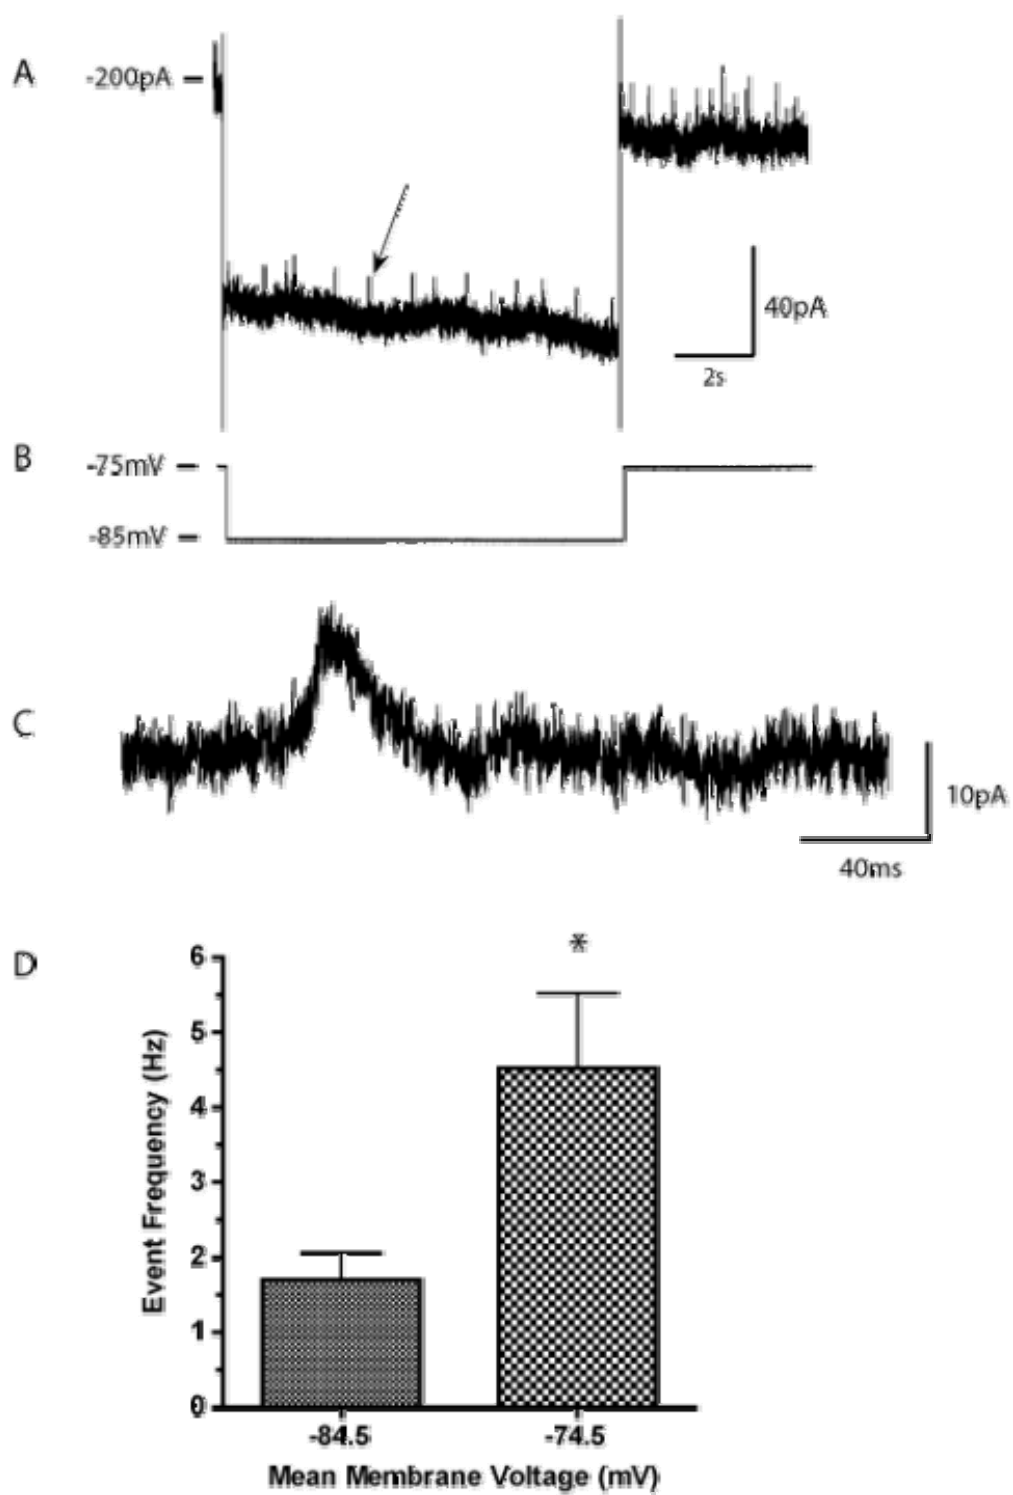 A
-200pA
40pA
2s
B
-75mV
-85mV
C
10pA
40ms
D
*
6
5
4
3
2
1
0
Event Frequency (Hz)
-84.5
-74.5
Mean Membrane Voltage (mV)